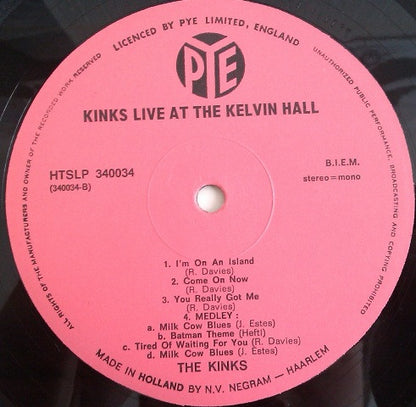 LICENCED BY PYE LIMITED, ENGLAND
UNAUTHORIZED PUBLIC PERFORMANCE, BROADCASTING AND COPYING PROHIBITED
ALL RIGHTS OF THE MANUFACTURERS AND OWNER OF THE RECORDED WORK RESERVED
PYE
KINKS LIVE AT THE KELVIN HALL
HTSLP 340034
(340034-B)
B.I.E.M.
stereo=mono
1. I'm On An Island
(R. Davies)
2. Come On Now
(R. Davies)
3. You Really Got Me
(R. Davies)
4. MEDLEY :
a. Milk Cow Blues (J. Estes)
b. Batman Theme (Hefti)
c. Tired Of Waiting For You (R. Davies)
d. Milk Cow Blues (J. Estes)
THE KINKS
MADE IN HOLLAND BY N.V. NEGRAM — HAARLEM